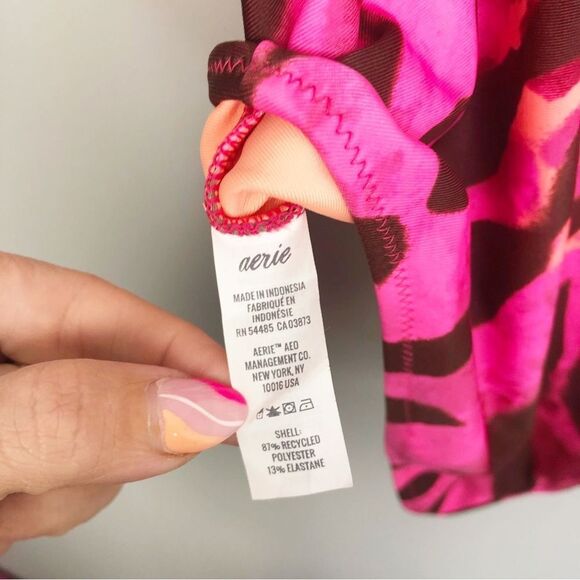 aerie
MADE IN INDONESIA
FABRIQUÉ EN
INDONÉSIE
RN 54485 CA 03873
AERIE™ AEO
MANAGEMENT CO.
NEW YORK, NY
10016 USA
SHELL:
87% RECYCLED
POLYESTER
13% ELASTANE